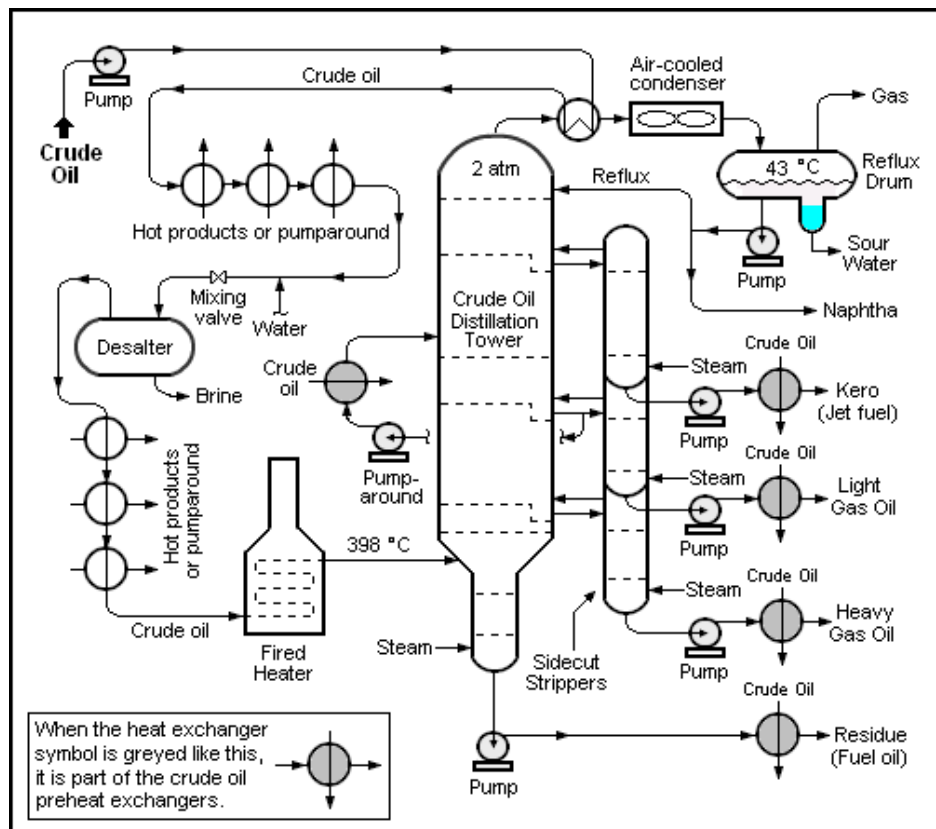 Pump
Crude oil
Air-cooled
condenser
Gas
Crude
Oil
2 atm
Reflux
43 °C
Reflux
Drum
Hot products or pumparound
Pump
Sour
Water
Mixing
valve
Water
Crude Oil
Distillation
Tower
Naphtha
Desalter
Brine
Crude
oil
Steam
Crude Oil
Kero
(Jet fuel)
Pump
Pump-
around
Hot products
or pumparound
Steam
Crude Oil
Light
Gas Oil
Pump
398 °C
Steam
Crude Oil
Heavy
Gas Oil
Pump
Crude oil
Fired
Heater
Steam
Sidecut
Strippers
Crude Oil
Residue
(Fuel oil)
Pump
When the heat exchanger
symbol is greyed like this,
it is part of the crude oil
preheat exchangers.